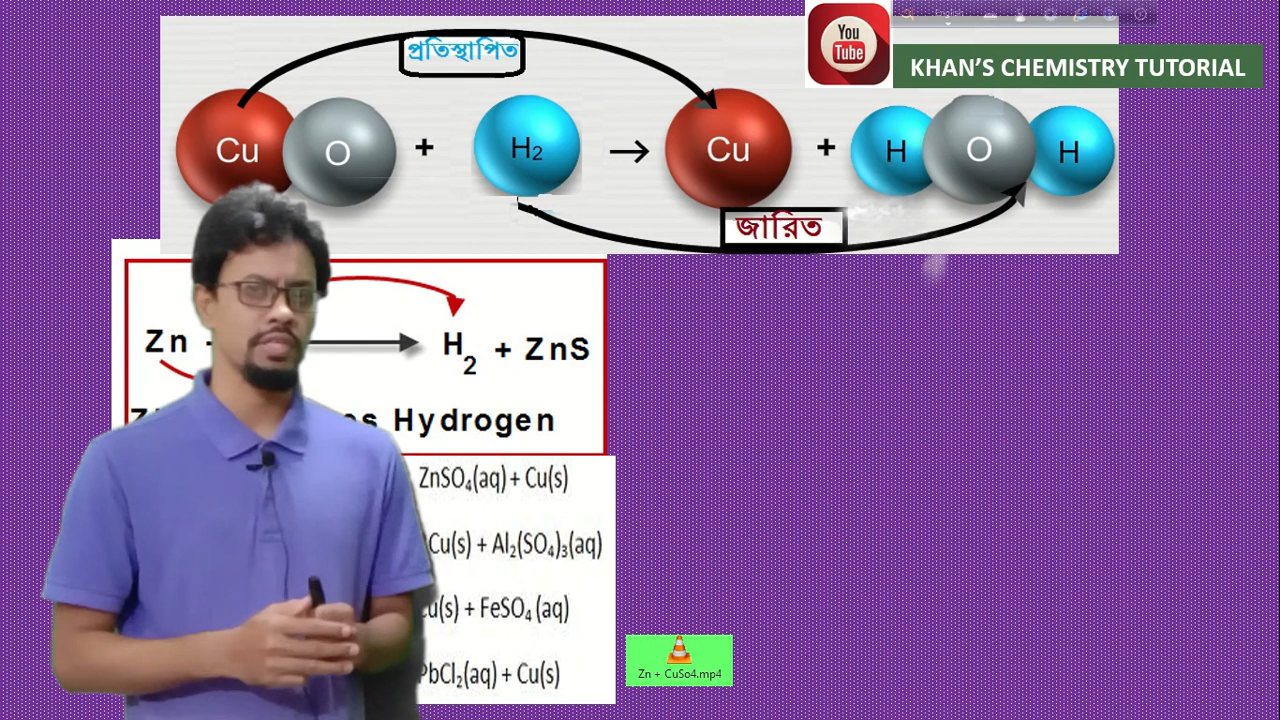 English
You
Tube
KHAN'S CHEMISTRY TUTORIAL
প্রতিস্থাপিত
Cu O + H₂ → Cu + H O H
জারিত
Zn H₂ + ZnS
Hydrogen
ZnSO₄(aq) + Cu(s)
Cu(s) + Al₂(SO₄)₃(aq)
(s) + FeSO₄ (aq)
PbCl₂(aq) + Cu(s)
Zn + CuSo4.mp4